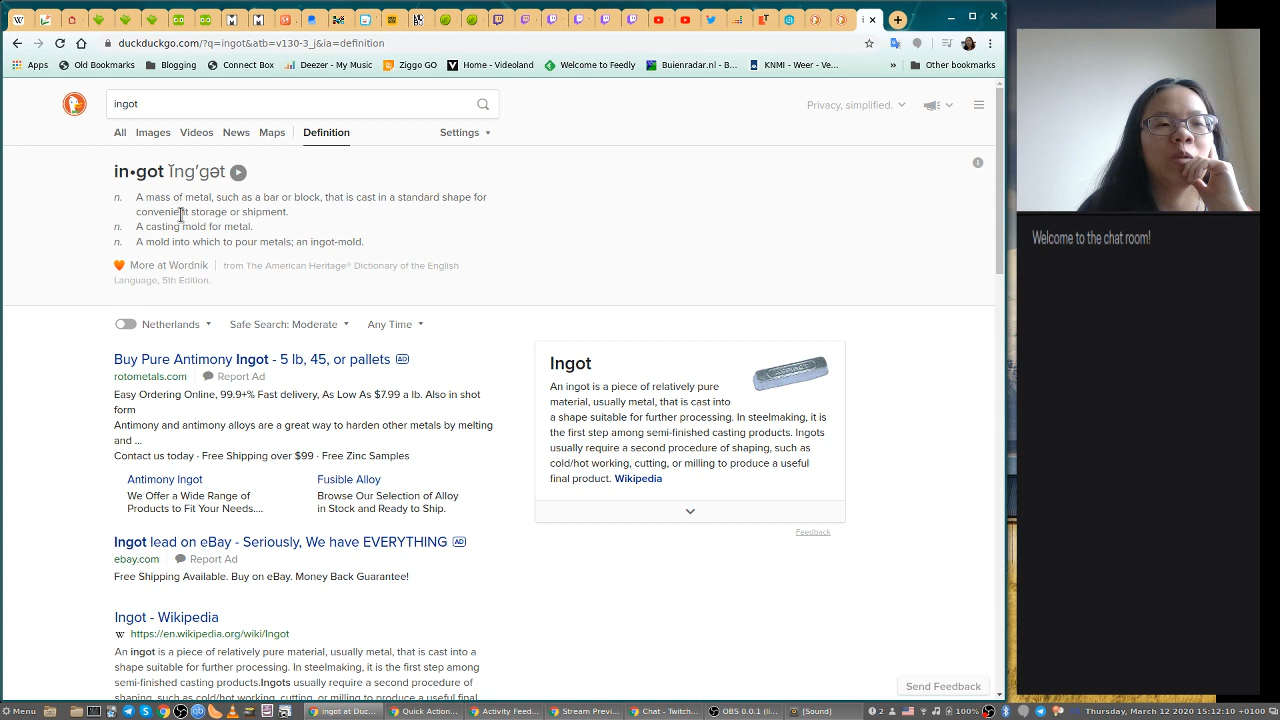 duckduckgo.com/?q=ingot&atb=v130-3_j&ia=definition
Apps Old Bookmarks Blogging Connect Box Deezer - My Music Ziggo GO Home - Videoland Welcome to Feedly Buienradar.nl - B... KNMI - Weer - Ve... » Other bookmarks
ingot
Privacy, simplified.
All Images Videos News Maps Definition Settings
in•got ĭng′gət
n. A mass of metal, such as a bar or block, that is cast in a standard shape for
convenient storage or shipment.
n. A casting mold for metal.
n. A mold into which to pour metals; an ingot-mold.
More at Wordnik from The American Heritage® Dictionary of the English
Language, 5th Edition.
Netherlands Safe Search: Moderate Any Time
Buy Pure Antimony Ingot - 5 lb, 45, or pallets AD
rotometals.com Report Ad
Easy Ordering Online, 99.9+% Fast delivery, As Low As $7.99 a lb. Also in shot
form
Antimony and antimony alloys are a great way to harden other metals by melting
and ...
Contact us today · Free Shipping over $99 · Free Zinc Samples
Antimony Ingot
We Offer a Wide Range of
Products to Fit Your Needs....
Fusible Alloy
Browse Our Selection of Alloy
in Stock and Ready to Ship.
Ingot lead on eBay - Seriously, We have EVERYTHING AD
ebay.com Report Ad
Free Shipping Available. Buy on eBay. Money Back Guarantee!
Ingot - Wikipedia
W https://en.wikipedia.org/wiki/Ingot
An ingot is a piece of relatively pure material, usually metal, that is cast into a
shape suitable for further processing. In steelmaking, it is the first step among
semi-finished casting products.Ingots usually require a second procedure of
shaping, such as cold/hot working, cutting, or milling to produce a useful final
Ingot
An ingot is a piece of relatively pure
material, usually metal, that is cast into
a shape suitable for further processing. In steelmaking, it is
the first step among semi-finished casting products. Ingots
usually require a second procedure of shaping, such as
cold/hot working, cutting, or milling to produce a useful
final product. Wikipedia
Feedback
Send Feedback
Welcome to the chat room!
Menu ingot at Duc... Quick Action... Activity Feed... Stream Previ... Chat - Twitch... OBS 0.0.1 (li... (Sound) 2 100% Thursday, March 12 2020, 15:12:10 +0100